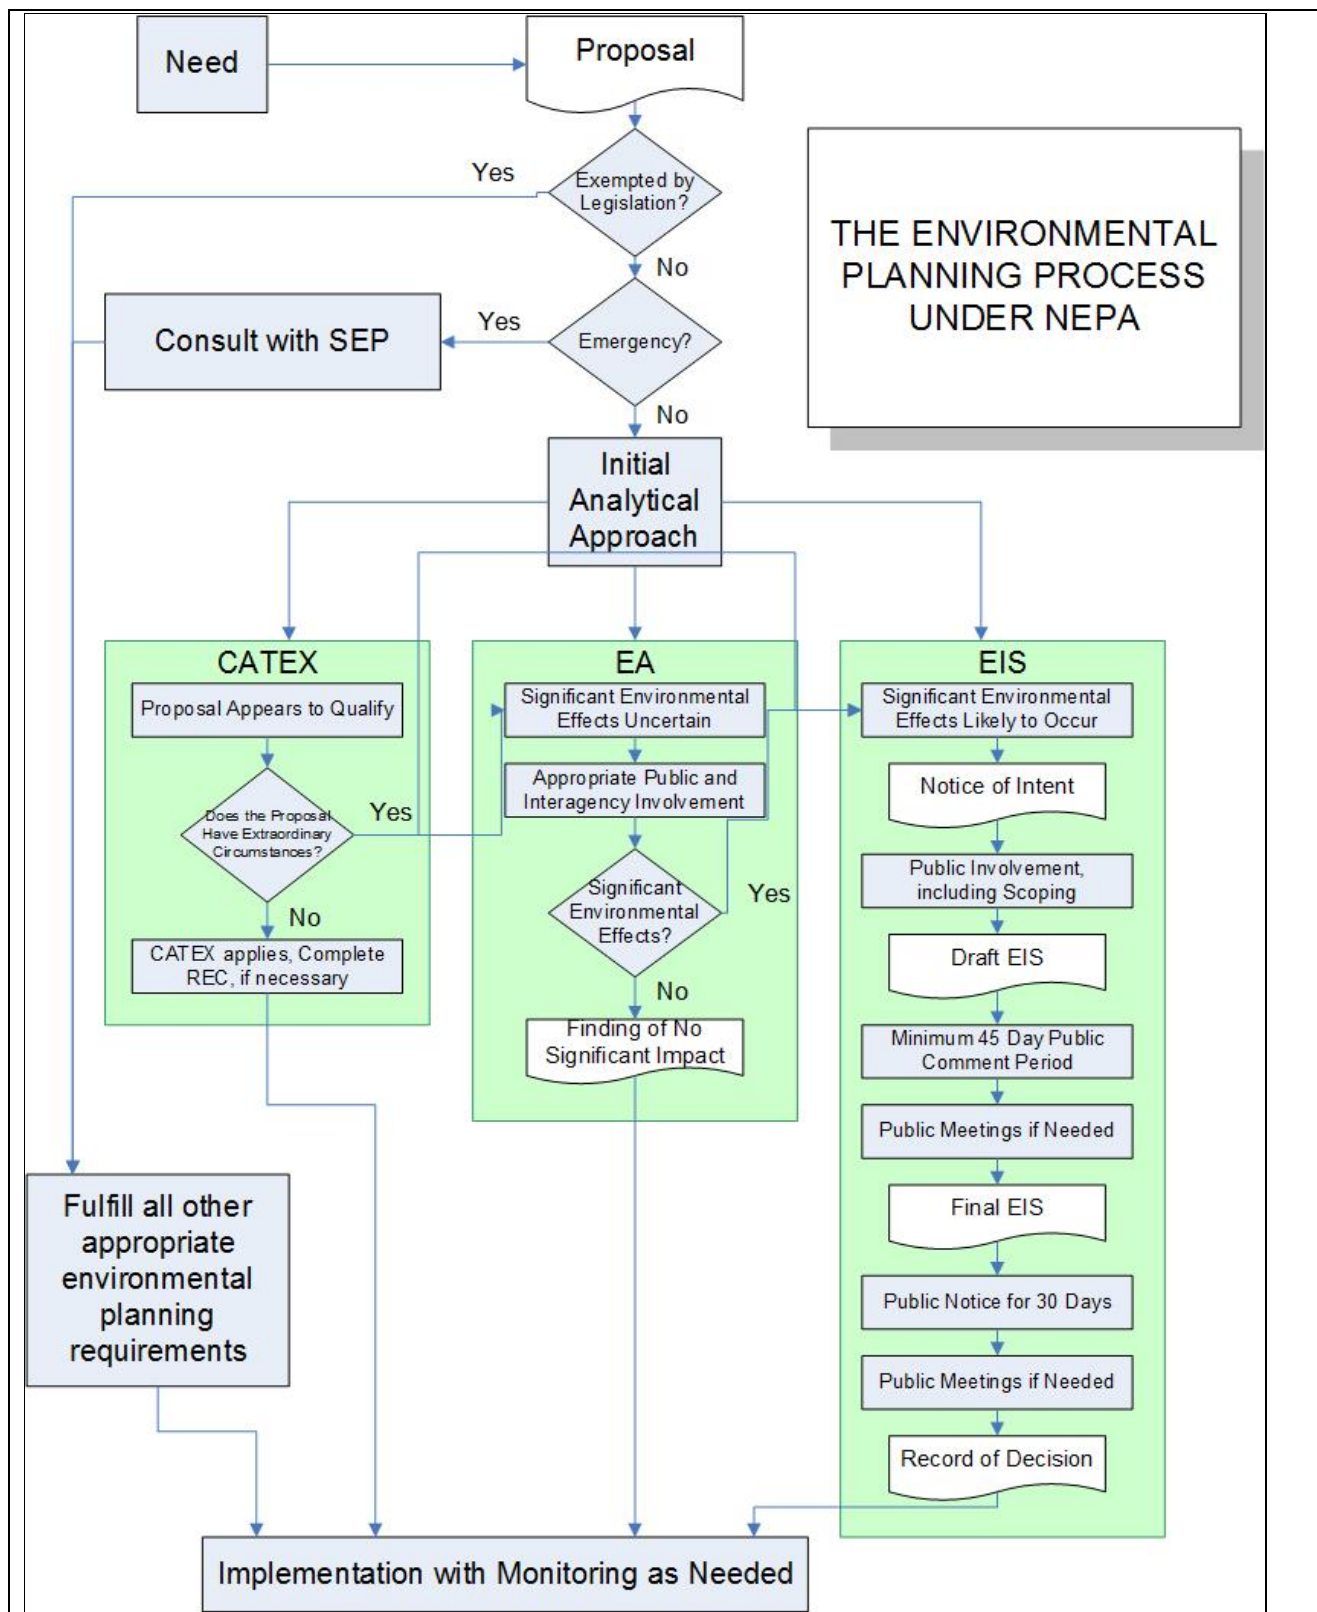 Need
Proposal
Yes
Exempted by
Legislation?
No
THE ENVIRONMENTAL
PLANNING PROCESS
UNDER NEPA
Consult with SEP
Yes
Emergency?
No
Initial
Analytical
Approach
CATEX
Proposal Appears to Qualify
Does the Proposal
Have Extraordinary
Circumstances?
Yes
No
CATEX applies, Complete
REC, if necessary
EA
Significant Environmental
Effects Uncertain
Appropriate Public and
Interagency Involvement
Significant
Environmental
Effects?
Yes
No
Finding of No
Significant Impact
EIS
Significant Environmental
Effects Likely to Occur
Notice of Intent
Public Involvement,
including Scoping
Draft EIS
Minimum 45 Day Public
Comment Period
Public Meetings if Needed
Final EIS
Public Notice for 30 Days
Public Meetings if Needed
Record of Decision
Fulfill all other
appropriate
environmental
planning
requirements
Implementation with Monitoring as Needed